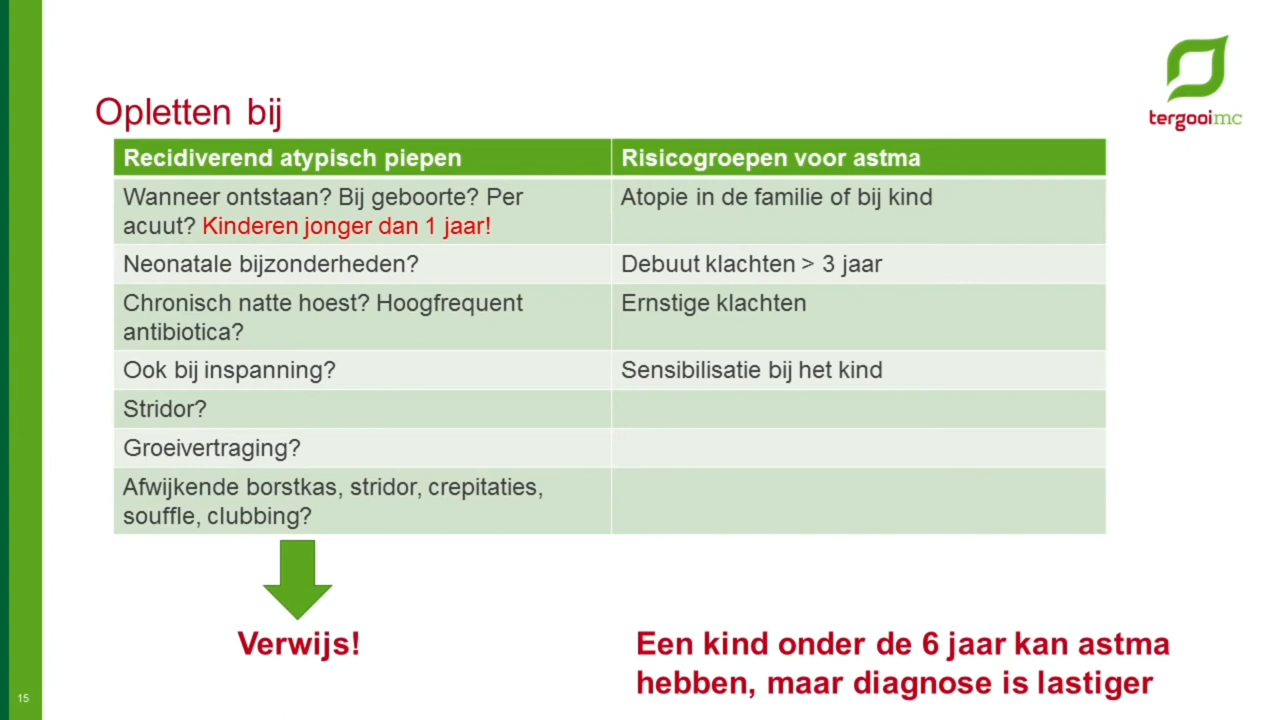 tergooimc
Opletten bij
Recidiverend atypisch piepen
Risicogroepen voor astma
Wanneer ontstaan? Bij geboorte? Per
acuut? Kinderen jonger dan 1 jaar!
Atopie in de familie of bij kind
Neonatale bijzonderheden?
Debuut klachten > 3 jaar
Chronisch natte hoest? Hoogfrequent
antibiotica?
Ernstige klachten
Ook bij inspanning?
Sensibilisatie bij het kind
Stridor?
Groeivertraging?
Afwijkende borstkas, stridor, crepitaties,
souffle, clubbing?
Verwijs!
Een kind onder de 6 jaar kan astma
hebben, maar diagnose is lastiger
15